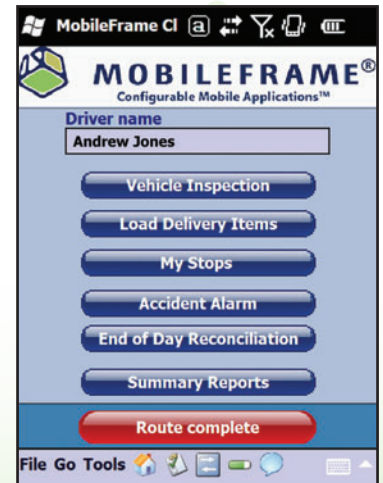 MobileFrame Cl a
MOBILEFRAME®
Configurable Mobile Applications™
Driver name
Andrew Jones
Vehicle Inspection
Load Delivery Items
My Stops
Accident Alarm
End of Day Reconciliation
Summary Reports
Route complete
File Go Tools